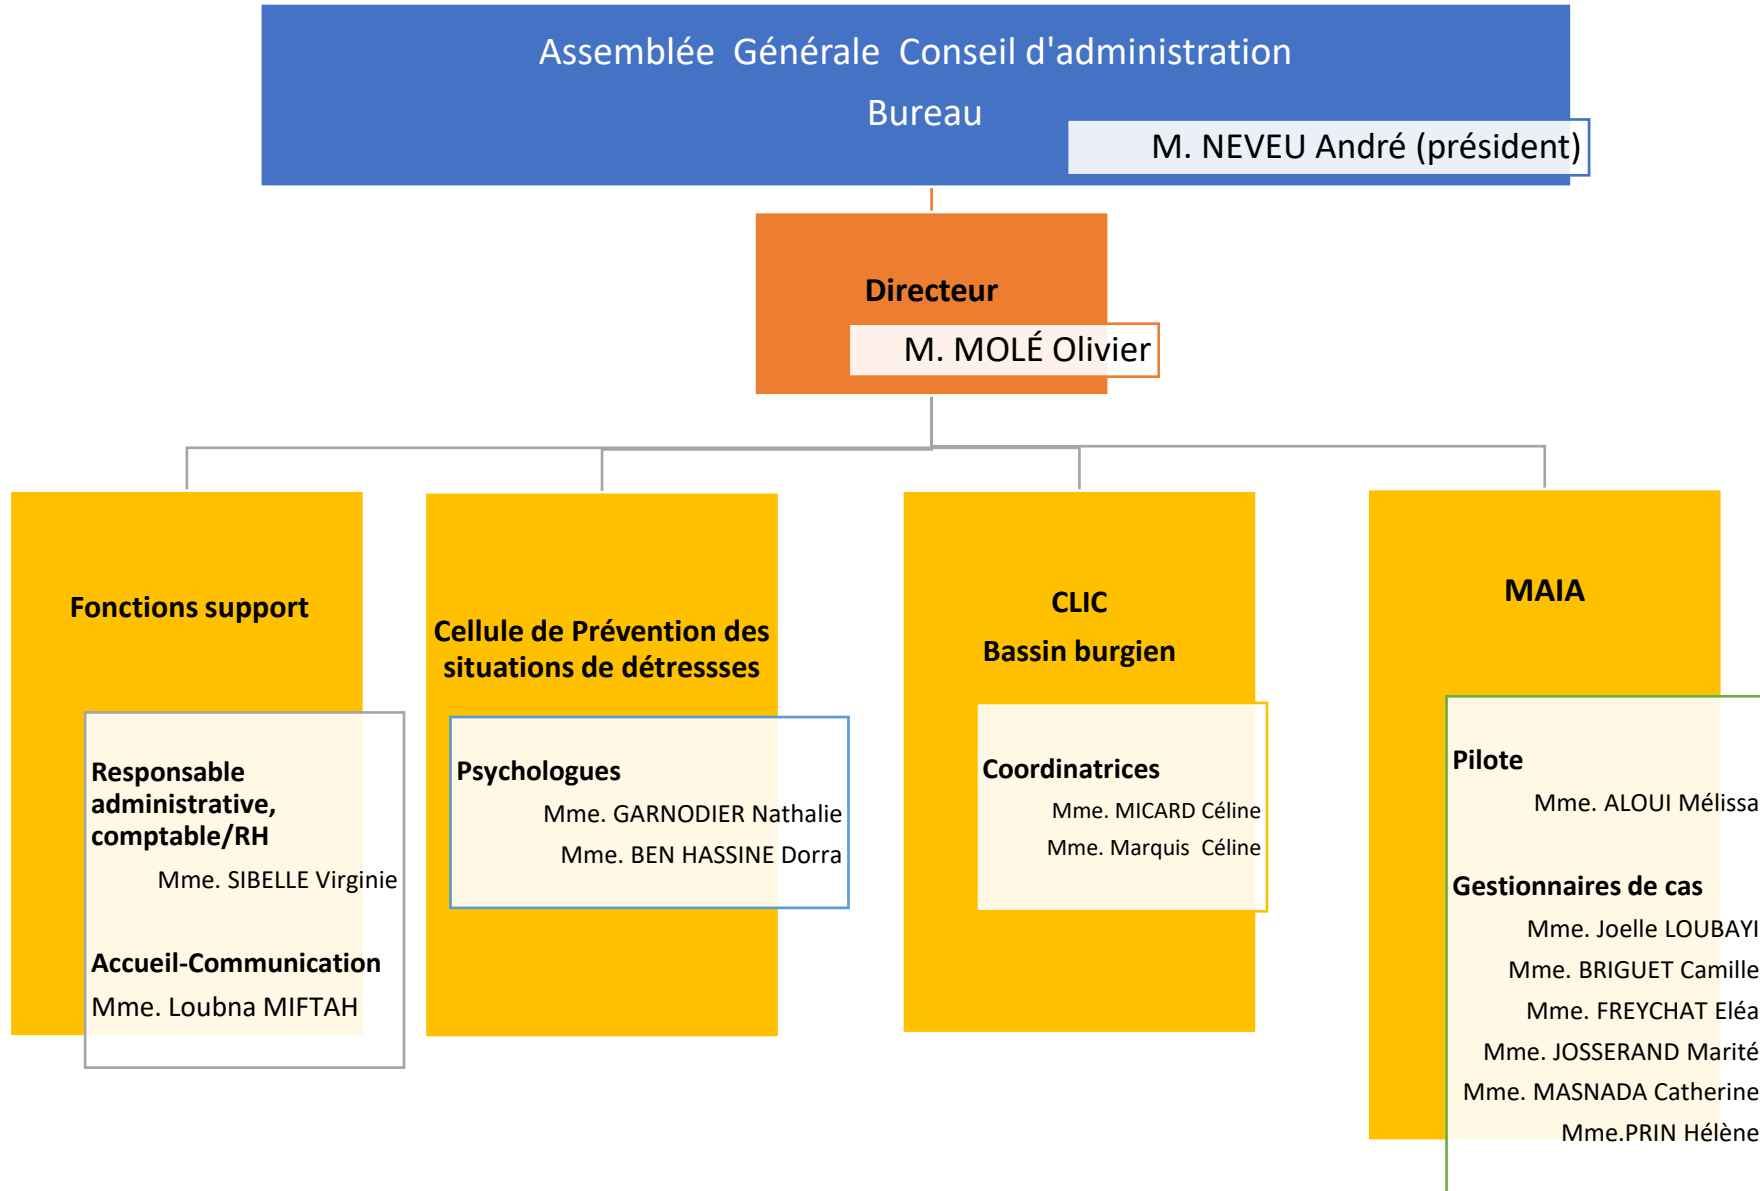 Assemblée Générale Conseil d'administration
Bureau
M. NEVEU André (président)
Directeur
M. MOLÉ Olivier
Fonctions support
Responsable
administrative,
comptable/RH
Mme. SIBELLE Virginie
Accueil-Communication
Mme. Loubna MIFTAH
Cellule de Prévention des
situations de détressses
Psychologues
Mme. GARNODIER Nathalie
Mme. BEN HASSINE Dorra
CLIC
Bassin burgien
Coordinatrices
Mme. MICARD Céline
Mme. Marquis Céline
MAIA
Pilote
Mme. ALOUI Mélissa
Gestionnaires de cas
Mme. Joelle LOUBAYI
Mme. BRIGUET Camille
Mme. FREYCHAT Eléa
Mme. JOSSERAND Marité
Mme. MASNADA Catherine
Mme.PRIN Hélène